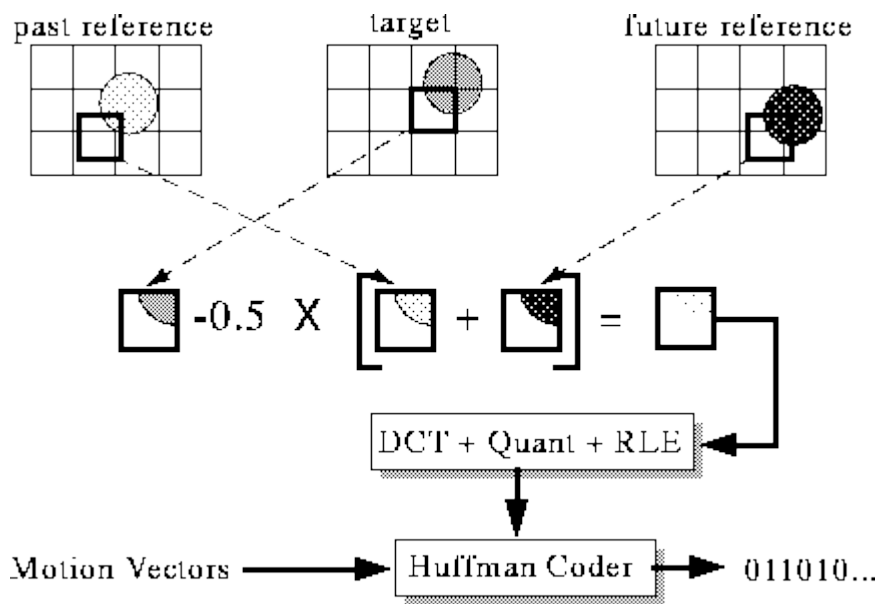 past reference target future reference
-0.5 X [ + ] =
DCT + Quant + RLE
Motion Vectors Huffman Coder 011010...